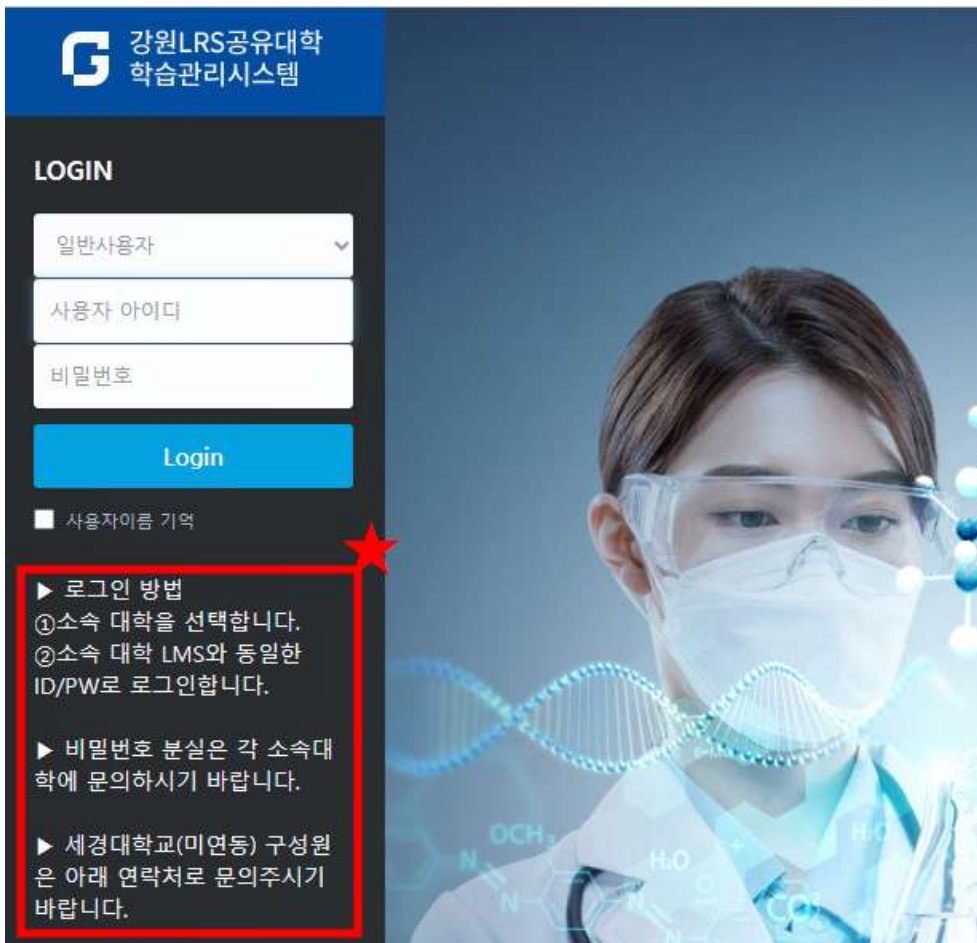 강원LRS공유대학
학습관리시스템
LOGIN
일반사용자
사용자 아이디
비밀번호
Login
사용자이름 기억
▶ 로그인 방법
①소속 대학을 선택합니다.
②소속 대학 LMS와 동일한
ID/PW로 로그인합니다.
▶ 비밀번호 분실은 각 소속대
학에 문의하시기 바랍니다.
▶ 세경대학교(미연동) 구성원
은 아래 연락처로 문의주시기
바랍니다.
OCH₃
N
N
H₂O
H₂O